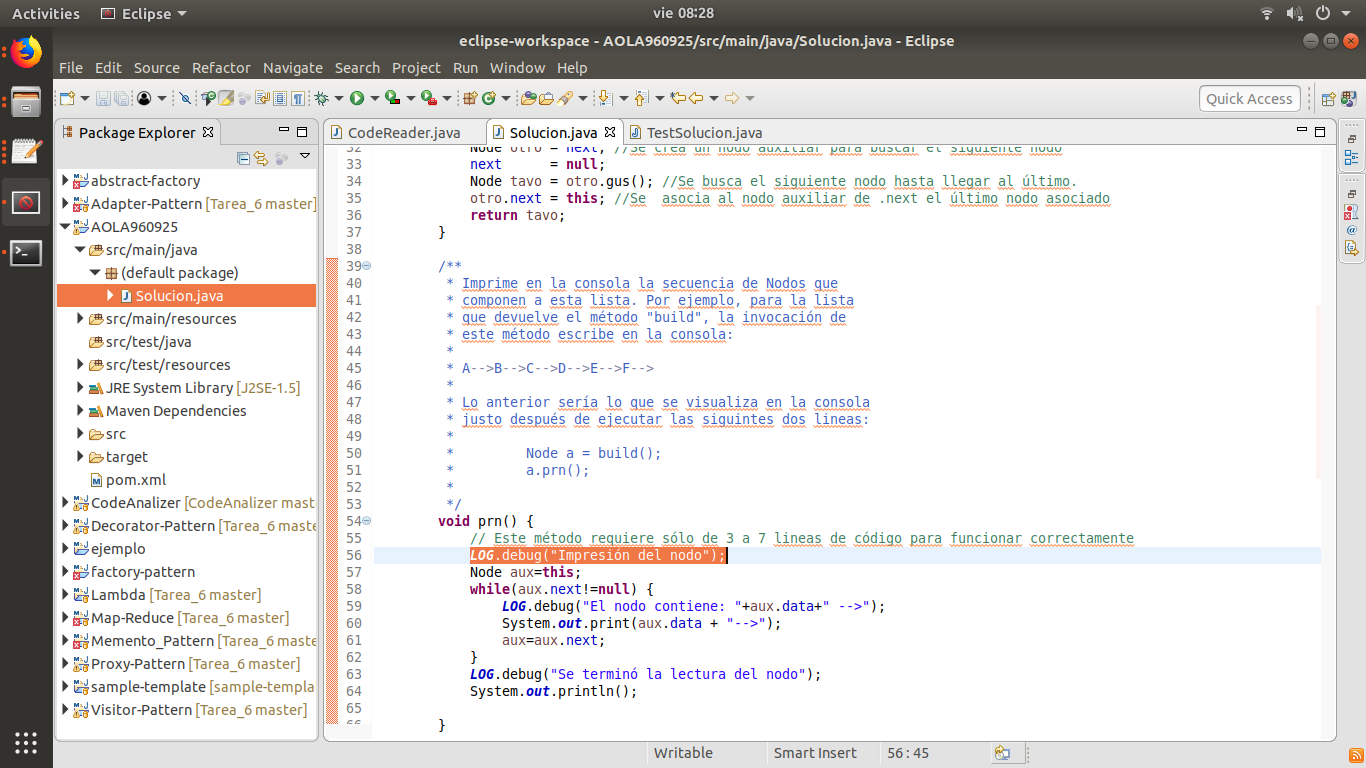 Activities Eclipse vie 08:28
eclipse-workspace - AOLA960925/src/main/java/Solucion.java - Eclipse
File Edit Source Refactor Navigate Search Project Run Window Help
Quick Access
Package Explorer
abstract-factory
Adapter-Pattern [Tarea_6 master]
AOLA960925
src/main/java
(default package)
Solucion.java
src/main/resources
src/test/java
src/test/resources
JRE System Library [J2SE-1.5]
Maven Dependencies
src
target
pom.xml
CodeAnalizer [CodeAnalizer mast
Decorator-Pattern [Tarea_6 maste
ejemplo
factory-pattern
Lambda [Tarea_6 master]
Map-Reduce [Tarea_6 master]
Memento_Pattern [Tarea_6 maste
Proxy-Pattern [Tarea_6 master]
sample-template [sample-templa
Visitor-Pattern [Tarea_6 master]
CodeReader.java Solucion.java TestSolucion.java
32 Node otro = next; //Se crea un nodo auxiliar para buscar el siguiente nodo
33 next = null;
34 Node tavo = otro.gus(); //Se busca el siguiente nodo hasta llegar al último.
35 otro.next = this; //Se asocia al nodo auxiliar de .next el último nodo asociado
36 return tavo;
37 }
38
39 /**
40 * Imprime en la consola la secuencia de Nodos que
41 * componen a esta lista. Por ejemplo, para la lista
42 * que devuelve el método "build", la invocación de
43 * este método escribe en la consola:
44 *
45 * A-->B-->C-->D-->E-->F-->
46 *
47 * Lo anterior sería lo que se visualiza en la consola
48 * justo después de ejecutar las siguintes dos lineas:
49 *
50 * Node a = build();
51 * a.prn();
52 *
53 */
54 void prn() {
55 // Este método requiere sólo de 3 a 7 lineas de código para funcionar correctamente
56 LOG.debug("Impresión del nodo");
57 Node aux=this;
58 while(aux.next!=null) {
59 LOG.debug("El nodo contiene: "+aux.data+" -->");
60 System.out.print(aux.data + "-->");
61 aux=aux.next;
62 }
63 LOG.debug("Se terminó la lectura del nodo");
64 System.out.println();
65
66 }
Writable Smart Insert 56 : 45